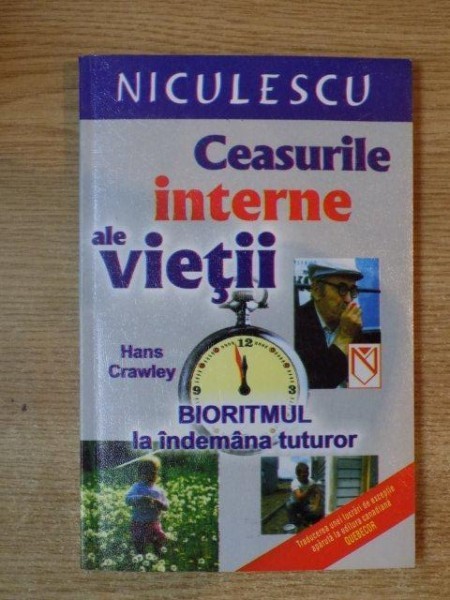 NICULESCU
Ceasurile
interne
ale
vieţii
Hans
Crawley
12
9
3
BIORITMUL
la îndemâna tuturor
Traducerea unei lucrări de excepţie
apărută la editura canadiană
QUEBECOR